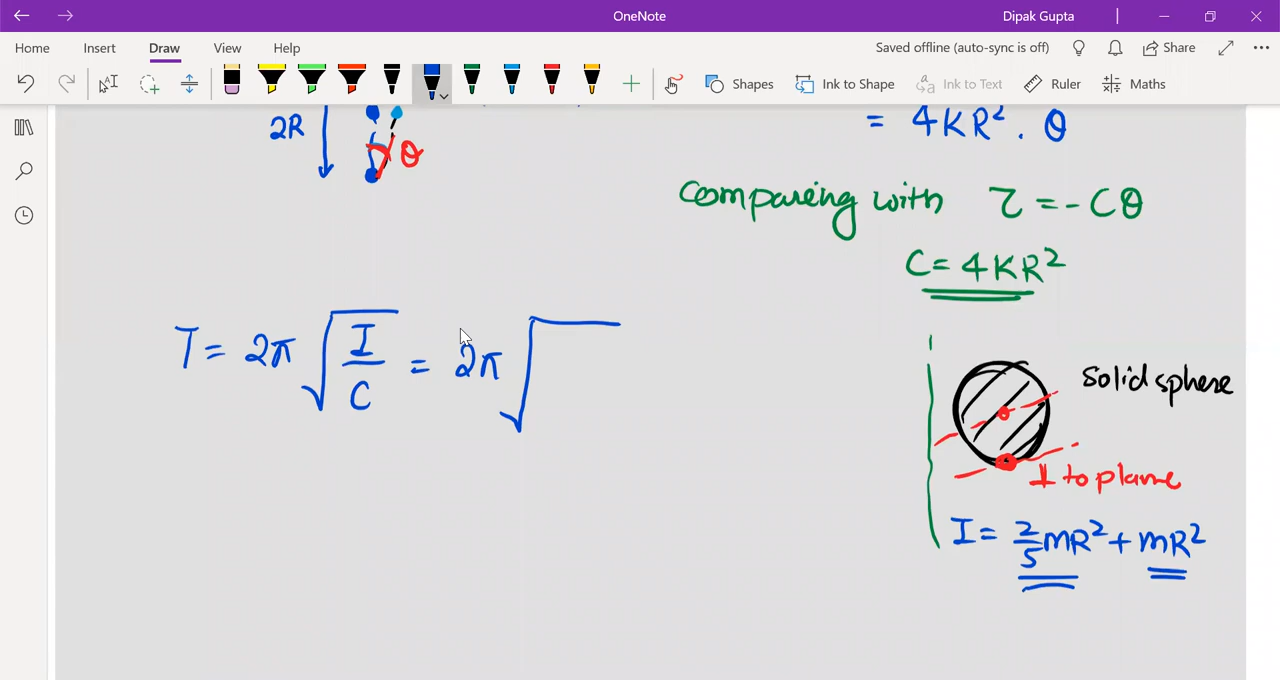 OneNote
Dipak Gupta
Home Insert Draw View Help
Saved offline (auto-sync is off) Share
Shapes Ink to Shape Ink to Text Ruler Maths
2R
θ
= 4KR² . θ
Comparing with τ = - Cθ
C = 4KR²
T = 2π √(I/C) = 2π √
Solid sphere
⊥ to plane
I = 2/5 mR² + mR²